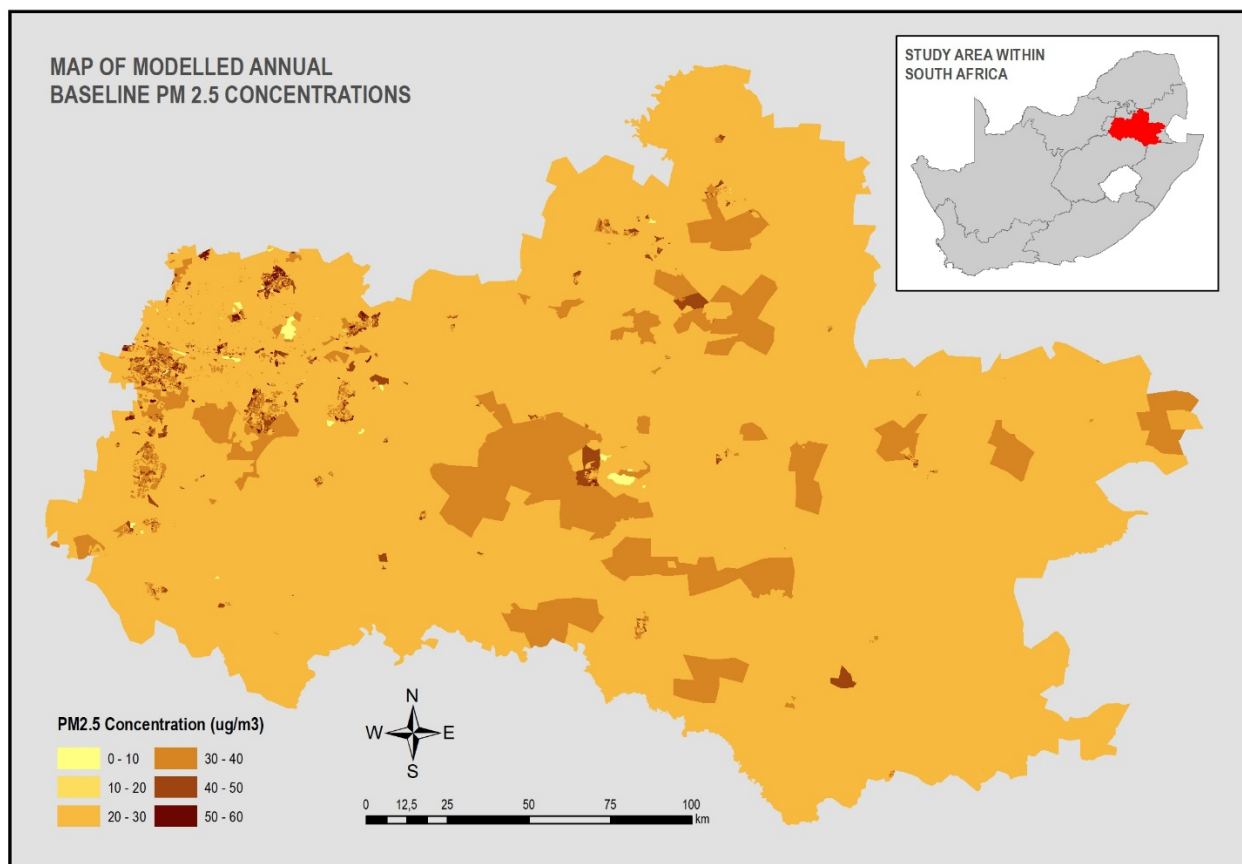 MAP OF MODELLED ANNUAL
BASELINE PM 2.5 CONCENTRATIONS
STUDY AREA WITHIN
SOUTH AFRICA
PM2.5 Concentration (ug/m3)
0 - 10
30 - 40
10 - 20
40 - 50
20 - 30
50 - 60
N
W E
S
0 12,5 25 50 75 100
km